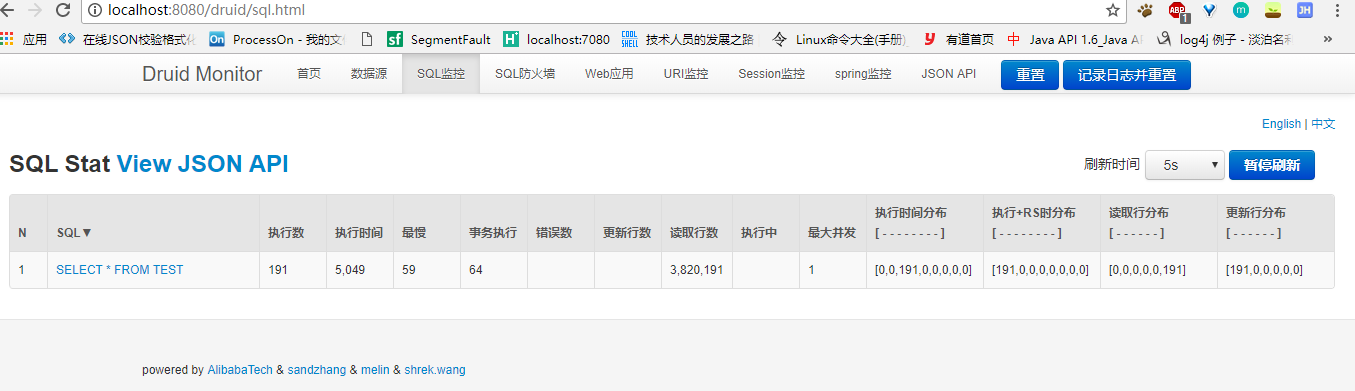 localhost:8080/druid/sql.html
1
应用 在线JSON校验格式化 ProcessOn - 我的文 SegmentFault localhost:7080 技术人员的发展之路 Linux命令大全(手册) 有道首页 Java API 1.6_Java A log4j 例子 - 淡泊名利
Druid Monitor 首页 数据源 SQL监控 SQL防火墙 Web应用 URI监控 Session监控 spring监控 JSON API 重置 记录日志并重置
English | 中文
SQL Stat View JSON API 刷新时间 5s 暂停刷新
N SQL▼ 执行数 执行时间 最慢 事务执行 错误数 更新行数 读取行数 执行中 最大并发 执行时间分布 执行+RS时分布 读取行分布 更新行分布
[ - - - - - - - - ] [ - - - - - - - - ] [ - - - - - - ] [ - - - - - - ]
1 SELECT * FROM TEST 191 5,049 59 64 3,820,191 1 [0,0,191,0,0,0,0,0] [191,0,0,0,0,0,0,0] [0,0,0,0,0,191] [191,0,0,0,0,0]
powered by AlibabaTech & sandzhang & melin & shrek.wang